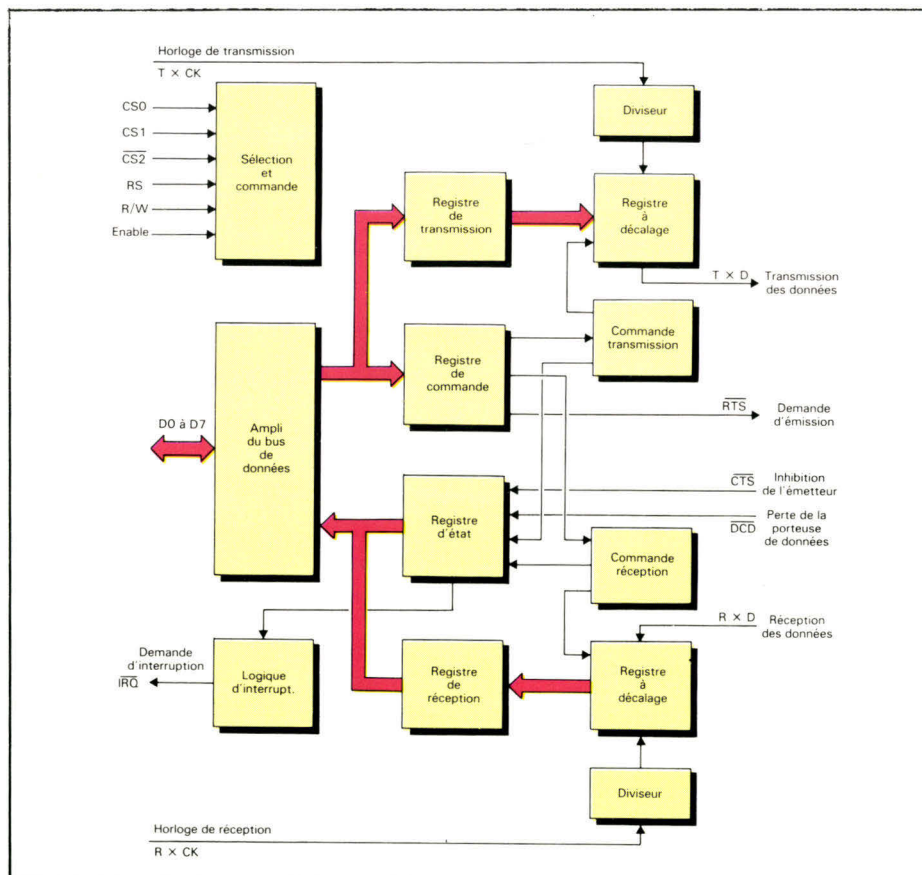 Horloge de transmission
T × CK
Diviseur
CS0
CS1
CS2
RS
R/W
Enable
Sélection
et
commande
Registre
de
transmission
Registre
à
décalage
T × D
Transmission
des données
Commande
transmission
Registre
de
commande
RTS
Demande
d'émission
D0 à D7
Ampli
du bus
de
données
CTS
Inhibition
de l'émetteur
Registre
d'état
DCD
Perte de la
porteuse
de données
Commande
réception
R × D
Réception
des données
Demande
d'interruption
IRQ
Logique
d'interrupt.
Registre
de
réception
Registre
à
décalage
Diviseur
Horloge de réception
R × CK